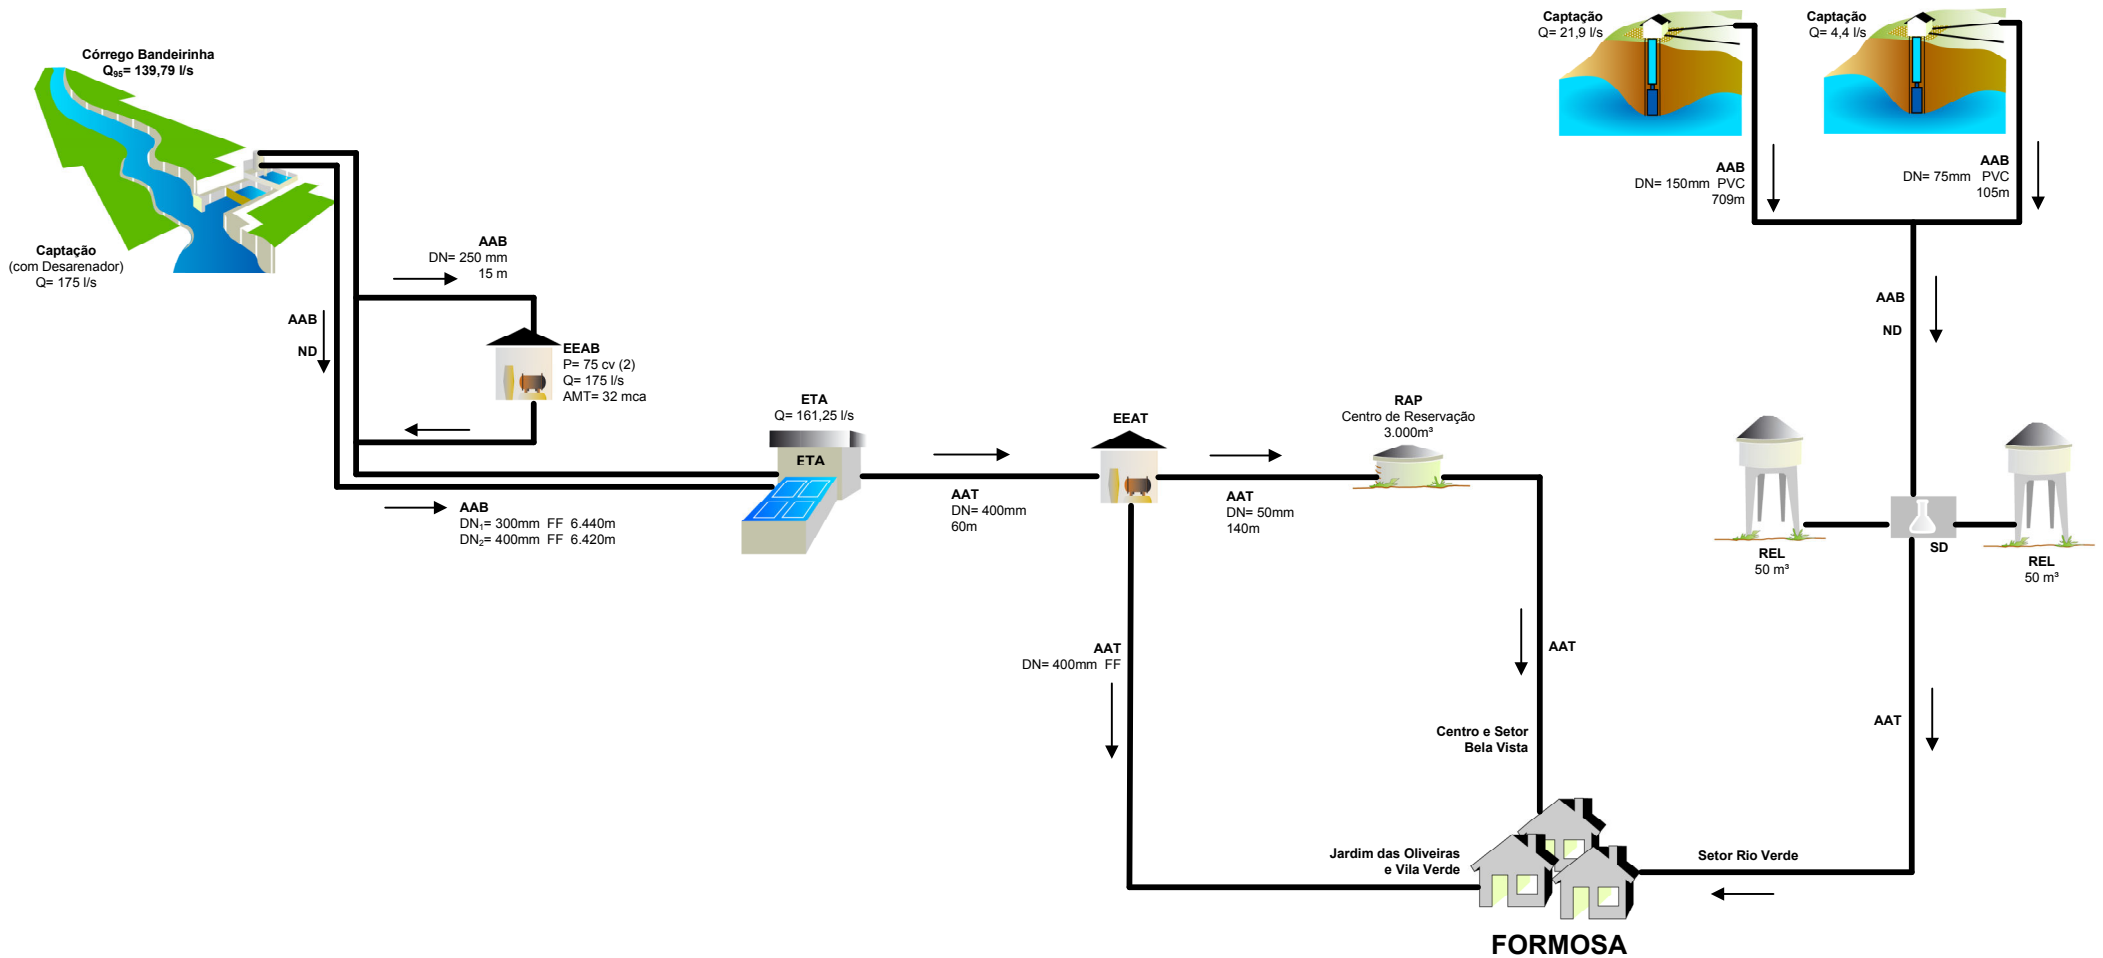 Córrego Bandeirinha
Q95= 139,79 l/s
Captação
(com Desarenador)
Q= 175 l/s
AAB
DN= 250 mm
15 m
AAB
ND
EEAB
P= 75 cv (2)
Q= 175 l/s
AMT= 32 mca
AAB
DN1= 300mm FF 6.440m
DN2= 400mm FF 6.420m
ETA
Q= 161,25 l/s
ETA
AAT
DN= 400mm
60m
EEAT
AAT
DN= 50mm
140m
RAP
Centro de Reservação
3.000m³
AAT
DN= 400mm FF
AAT
Centro e Setor
Bela Vista
Jardim das Oliveiras
e Vila Verde
Captação
Q= 21,9 l/s
Captação
Q= 4,4 l/s
AAB
DN= 150mm PVC
709m
AAB
DN= 75mm PVC
105m
AAB
ND
REL
50 m³
SD
REL
50 m³
AAT
Setor Rio Verde
FORMOSA